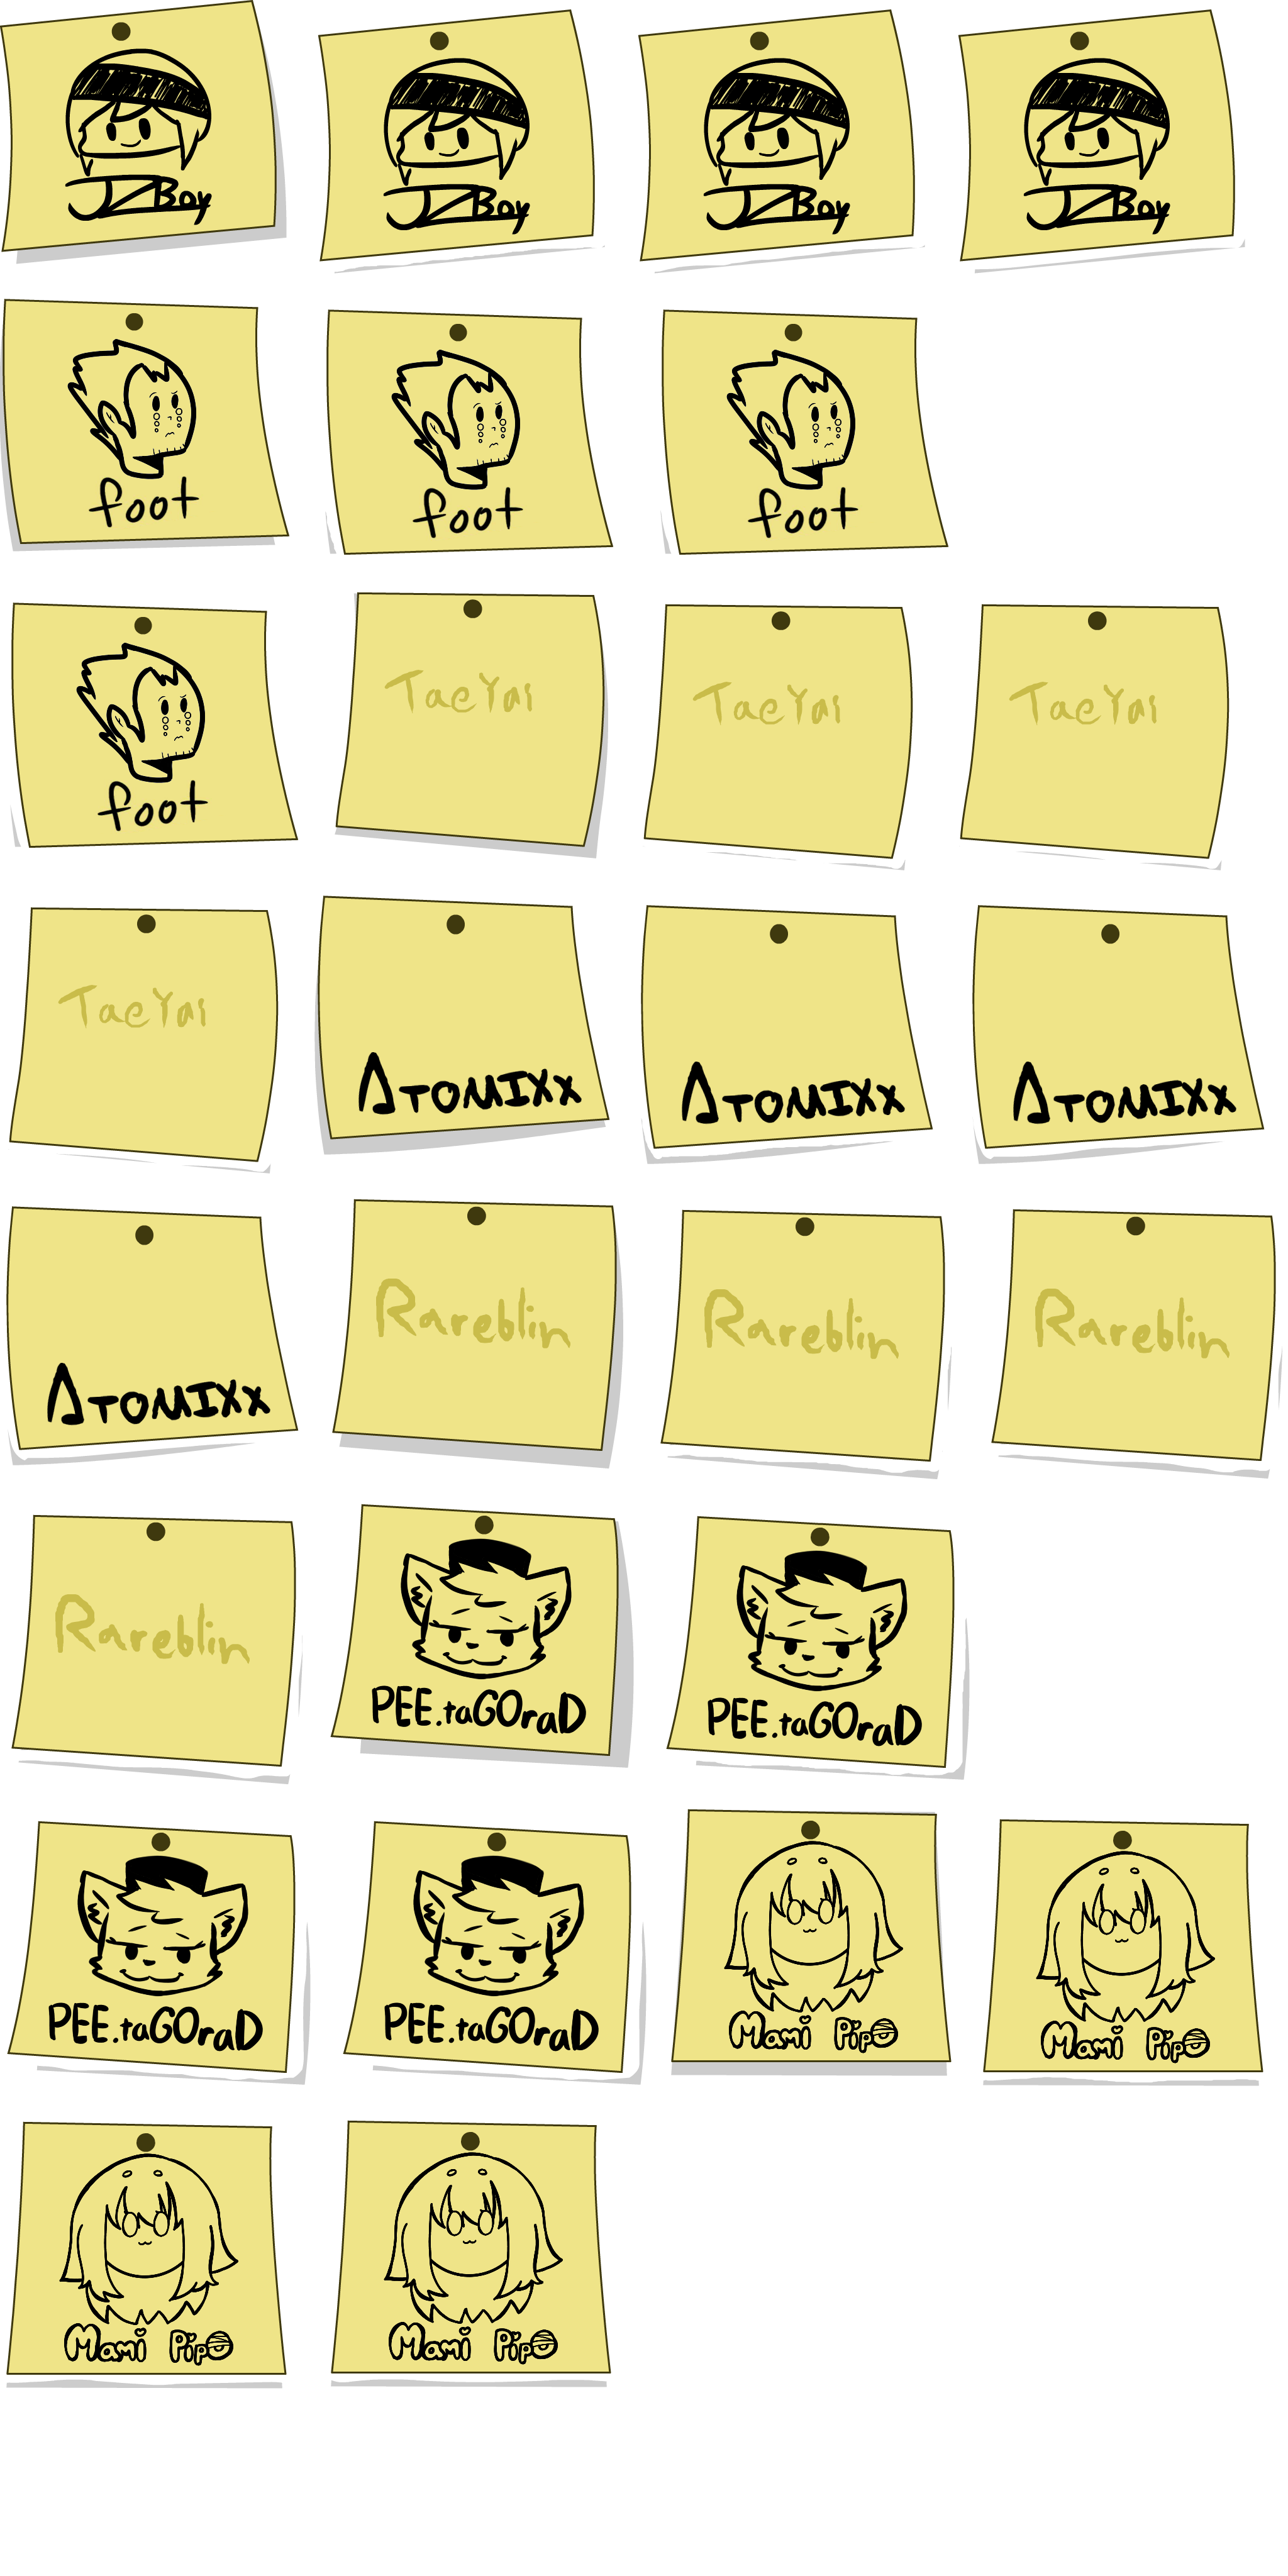 JZBoy JZBoy JZBoy JZBoy
foot foot foot
foot TaeYai TaeYai TaeYai
TaeYai ATOMIXX ATOMIXX ATOMIXX
ATOMIXX Rareblin Rareblin Rareblin
Rareblin PEE.taGOraD PEE.taGOraD
PEE.taGOraD PEE.taGOraD Mami Pipo Mami Pipo
Mami Pipo Mami Pipo